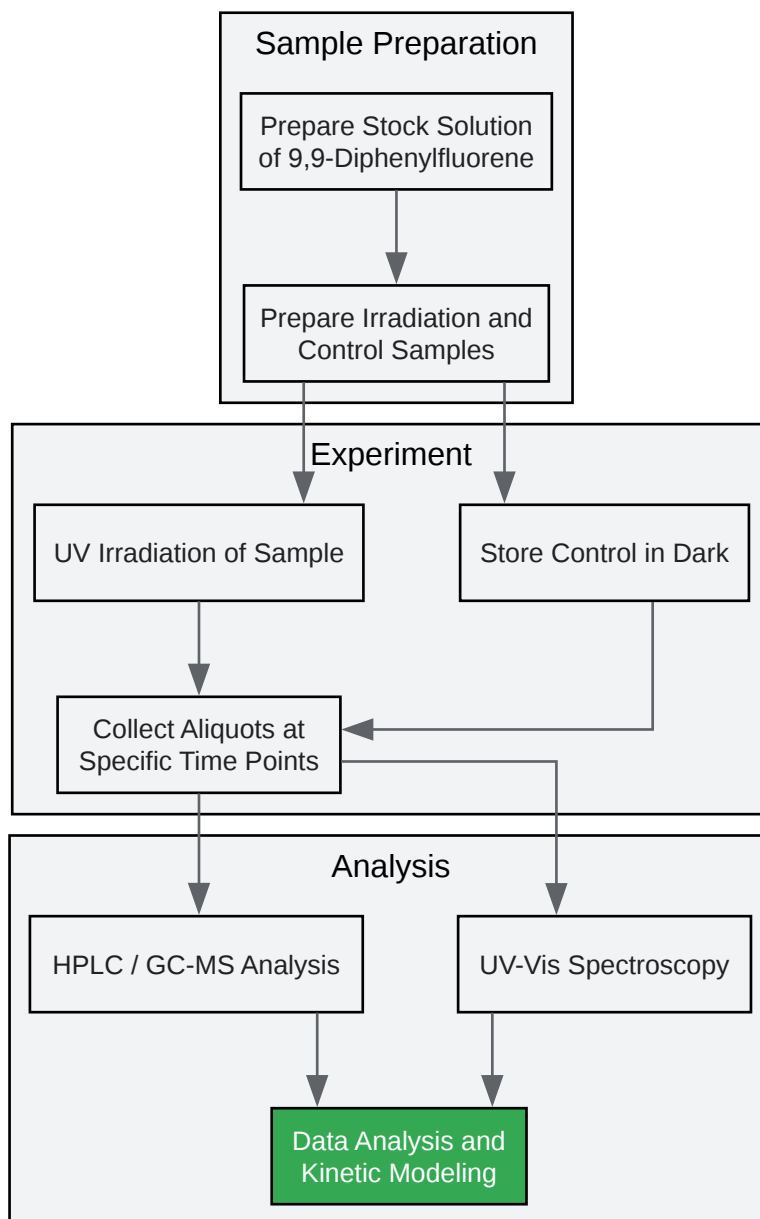 Sample Preparation
Prepare Stock Solution
of 9,9-Diphenylfluorene
Prepare Irradiation and
Control Samples
Experiment
UV Irradiation of Sample
Store Control in Dark
Collect Aliquots at
Specific Time Points
Analysis
HPLC / GC-MS Analysis
UV-Vis Spectroscopy
Data Analysis and
Kinetic Modeling